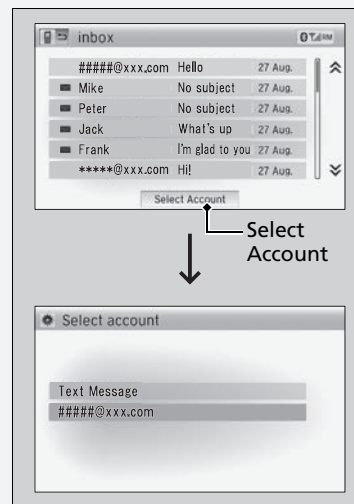 inbox
#####@xxx.com Hello 27 Aug.
Mike No subject 27 Aug.
Peter No subject 27 Aug.
Jack What's up 27 Aug.
Frank I'm glad to you 27 Aug.
*****@xxx.com Hi! 27 Aug.
Select Account
Select
Account
Select account
Text Message
#####@xxx.com